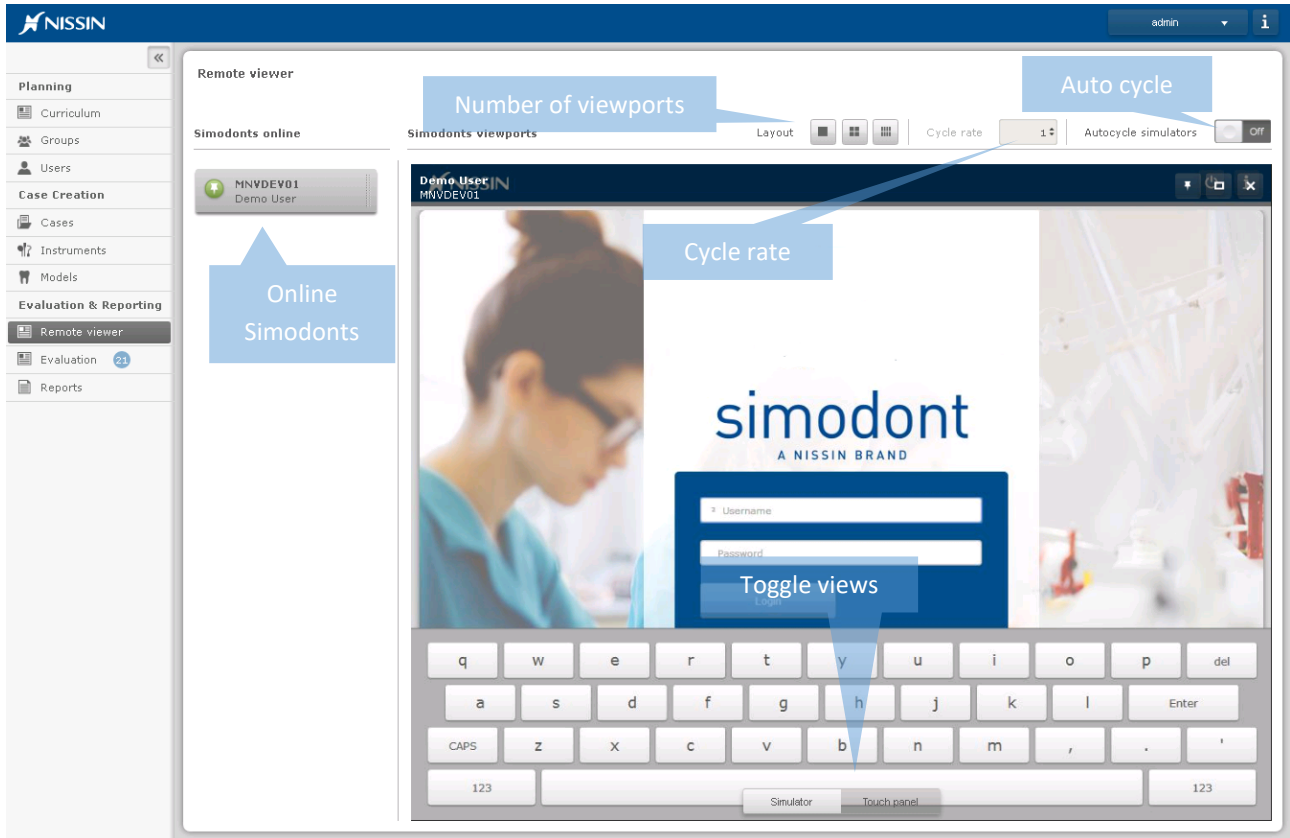 NISSIN
admin
i
Planning
Curriculum
Groups
Users
Case Creation
Cases
Instruments
Models
Evaluation & Reporting
Remote viewer
Evaluation 21
Reports
Remote viewer
Number of viewports
Auto cycle
Simodonts online
Simodonts viewports
Layout
Cycle rate
1
Autocycle simulators
Off
MNVDEV01
Demo User
Online
Simodonts
Demo User
NISSIN
MNVDEV01
Cycle rate
simodont
A NISSIN BRAND
Username
Password
Login
Toggle views
q w e r t y u i o p del
a s d f g h j k l Enter
CAPS z x c v b n m , . '
123 123
Simulator Touch panel